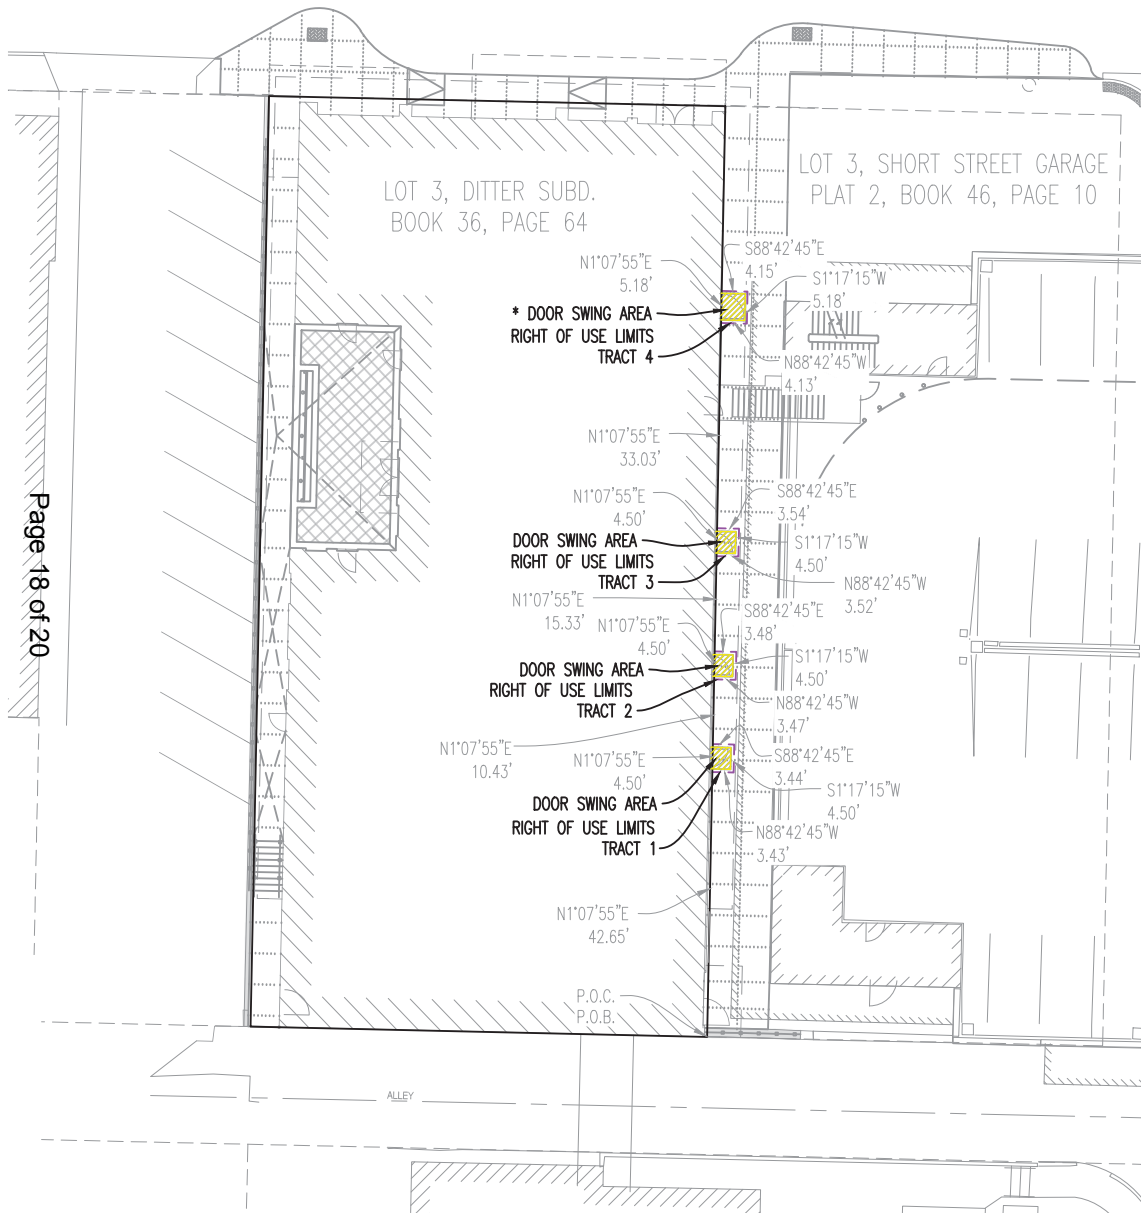 LOT 3, DITTER SUBD.
BOOK 36, PAGE 64
LOT 3, SHORT STREET GARAGE
PLAT 2, BOOK 46, PAGE 10
S88°42'45"E
4.15'
N1°07'55"E
5.18'
S1°17'15"W
5.18'
* DOOR SWING AREA
RIGHT OF USE LIMITS
TRACT 4
N88°42'45"W
4.13'
N1°07'55"E
33.03'
N1°07'55"E
4.50'
S88°42'45"E
3.54'
DOOR SWING AREA
RIGHT OF USE LIMITS
TRACT 3
S1°17'15"W
4.50'
N88°42'45"W
3.52'
N1°07'55"E
15.33'
S88°42'45"E
3.48'
N1°07'55"E
4.50'
S1°17'15"W
4.50'
DOOR SWING AREA
RIGHT OF USE LIMITS
TRACT 2
N88°42'45"W
3.47'
N1°07'55"E
10.43'
N1°07'55"E
4.50'
S88°42'45"E
3.44'
S1°17'15"W
4.50'
DOOR SWING AREA
RIGHT OF USE LIMITS
TRACT 1
N88°42'45"W
3.43'
N1°07'55"E
42.65'
P.O.C.
P.O.B.
ALLEY
Page 18 of 20